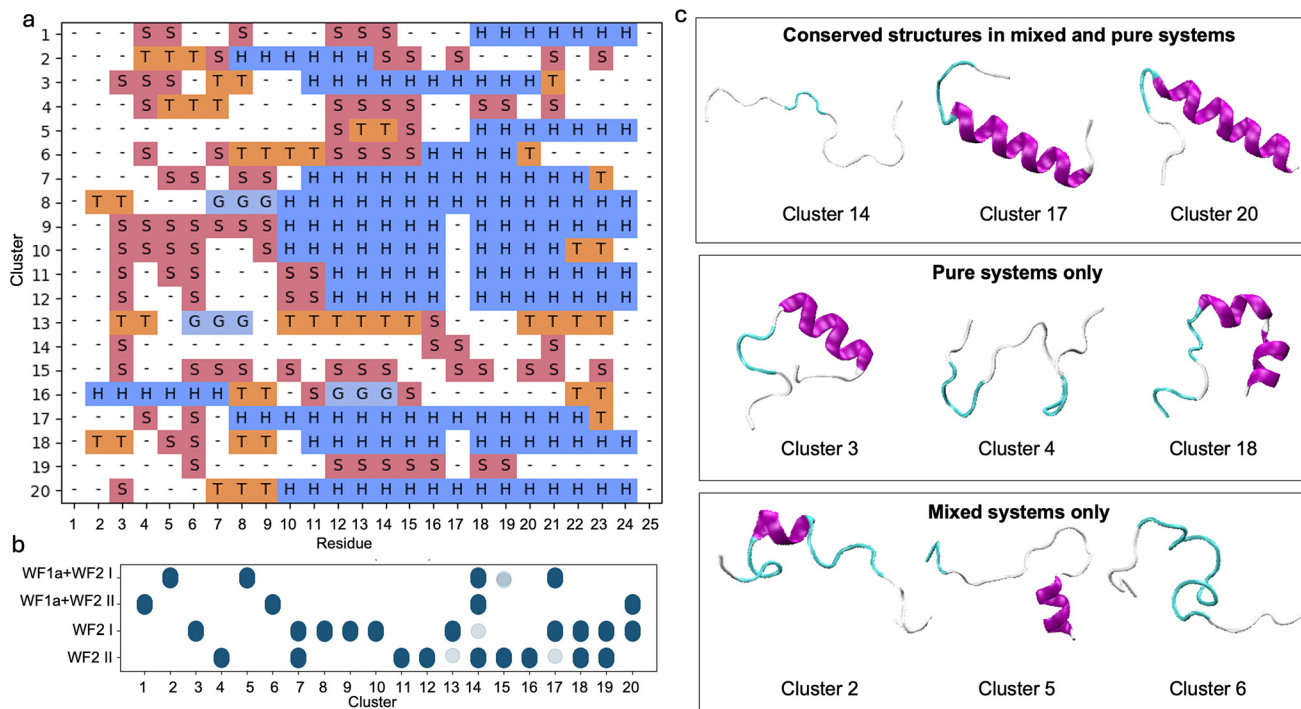 a
1 - - - S S - - S - - - S S S - - - H H H H H H H -
2 - - - T T T S H H H H H H S S - S - - - S - S - -
3 - - S S S - T T - - H H H H H H H H H H T - - - -
4 - - - S T T T - - - - S S S S - - S S - S - - - -
5 - - - - - - - - - - - S T T S - - H H H H H H H -
6 - - - S - - S T T T T S S S S H H H H T - - - - -
7 - - - - S S - S S - H H H H H H H H H H H H T - -
8 - T T - - - G G G H H H H H H H H H H H H H H H -
9 - - S S S S S S S H H H H H H H - H H H H H H H -
10 - - S S S S - - S H H H H H H H - H H H H T T - -
11 - - S - S S - - - S S H H H H H - H H H H H H H -
12 - - S - - S - - - S S H H H H H - H H H H H H H -
13 - - T T - G G G - T T T T T T S - - - T T T T - -
14 - - S - - - - - - - - - - - - S S - - - S - - - -
15 - - S - - S S S - S - S S S - - S S - S S - S - -
16 - H H H H H H T T - S G G G S - - - - - - T T - -
17 - - - S - S - H H H H H H H H H H H H H H H T - -
18 - T T - S S - T T - H H H H H H - H H H H H H H -
19 - - - - - S - - - - - S S S S S - S S - - - - - -
20 - - S - - - T T T H H H H H H H H H H H H H H H -
Cluster
1 2 3 4 5 6 7 8 9 10 11 12 13 14 15 16 17 18 19 20 21 22 23 24 25
Residue
b
WF1a+WF2 I
WF1a+WF2 II
WF2 I
WF2 II
1 2 3 4 5 6 7 8 9 10 11 12 13 14 15 16 17 18 19 20
Cluster
c
Conserved structures in mixed and pure systems
Cluster 14 Cluster 17 Cluster 20
Pure systems only
Cluster 3 Cluster 4 Cluster 18
Mixed systems only
Cluster 2 Cluster 5 Cluster 6